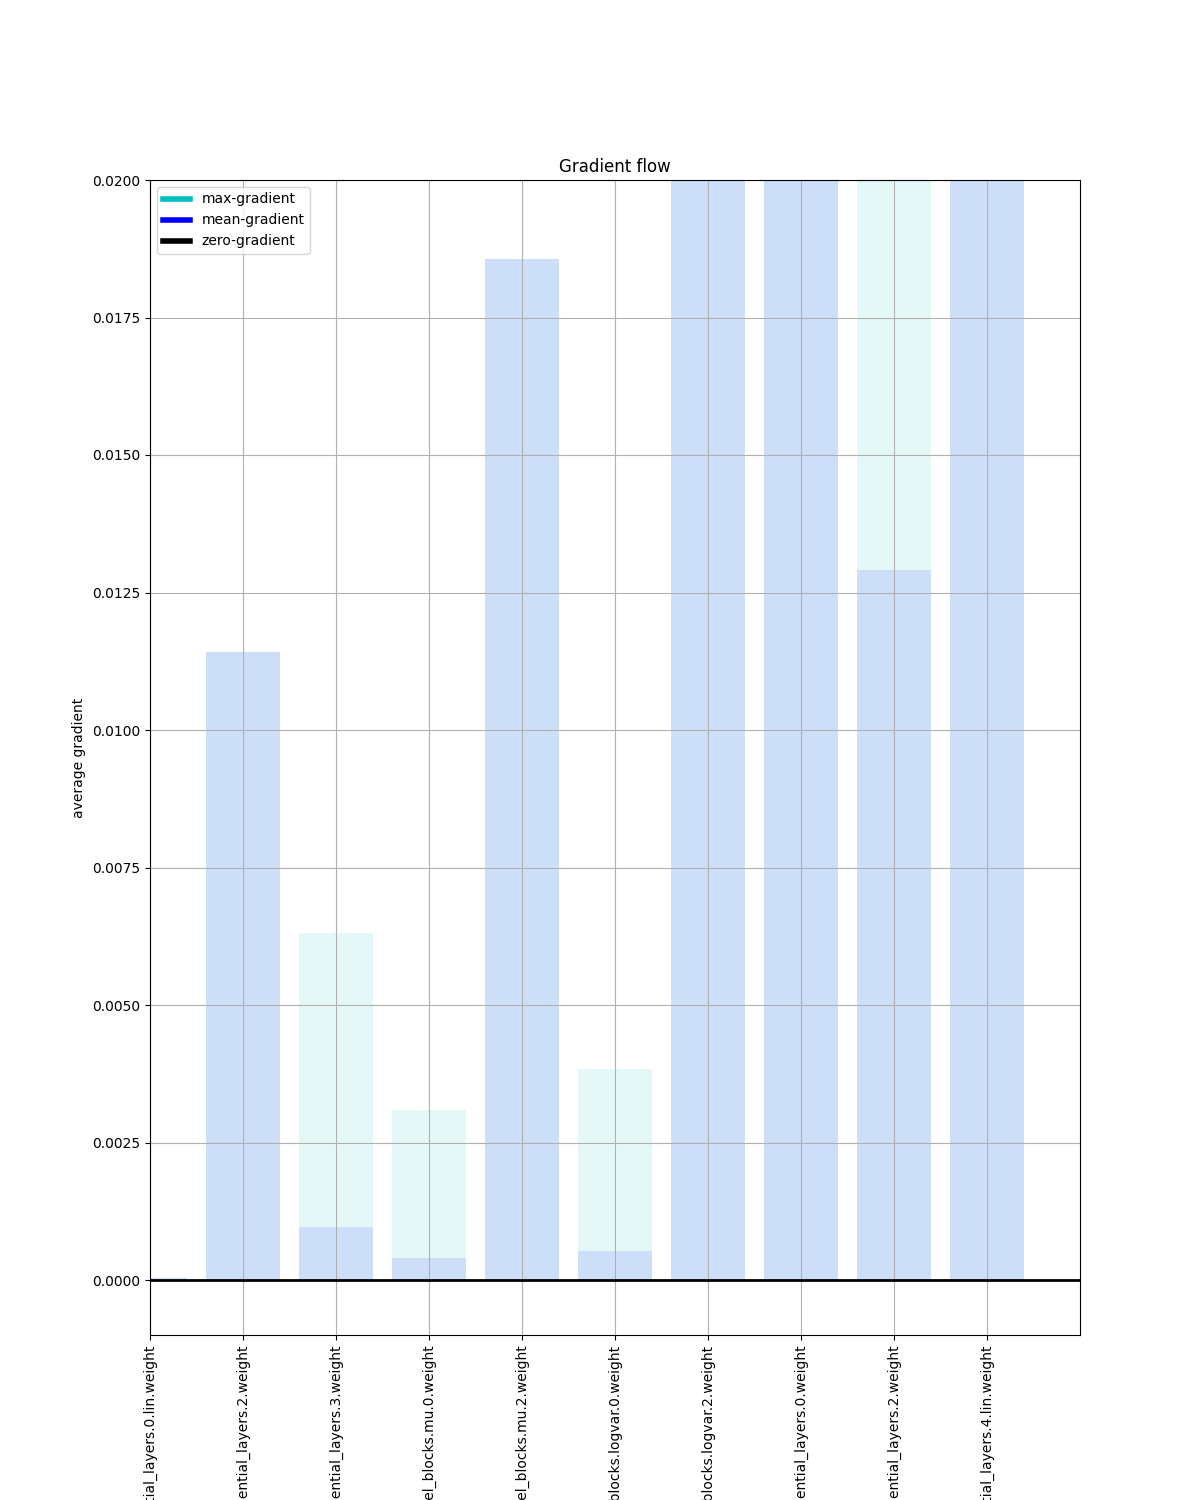 Gradient flow
max-gradient
mean-gradient
zero-gradient
0.0200
0.0175
0.0150
0.0125
0.0100
0.0075
0.0050
0.0025
0.0000
average gradient
tial_layers.0.lin.weight
ential_layers.2.weight
ential_layers.3.weight
el_blocks.mu.0.weight
el_blocks.mu.2.weight
blocks.logvar.0.weight
blocks.logvar.2.weight
ential_layers.0.weight
ential_layers.2.weight
tial_layers.4.lin.weight